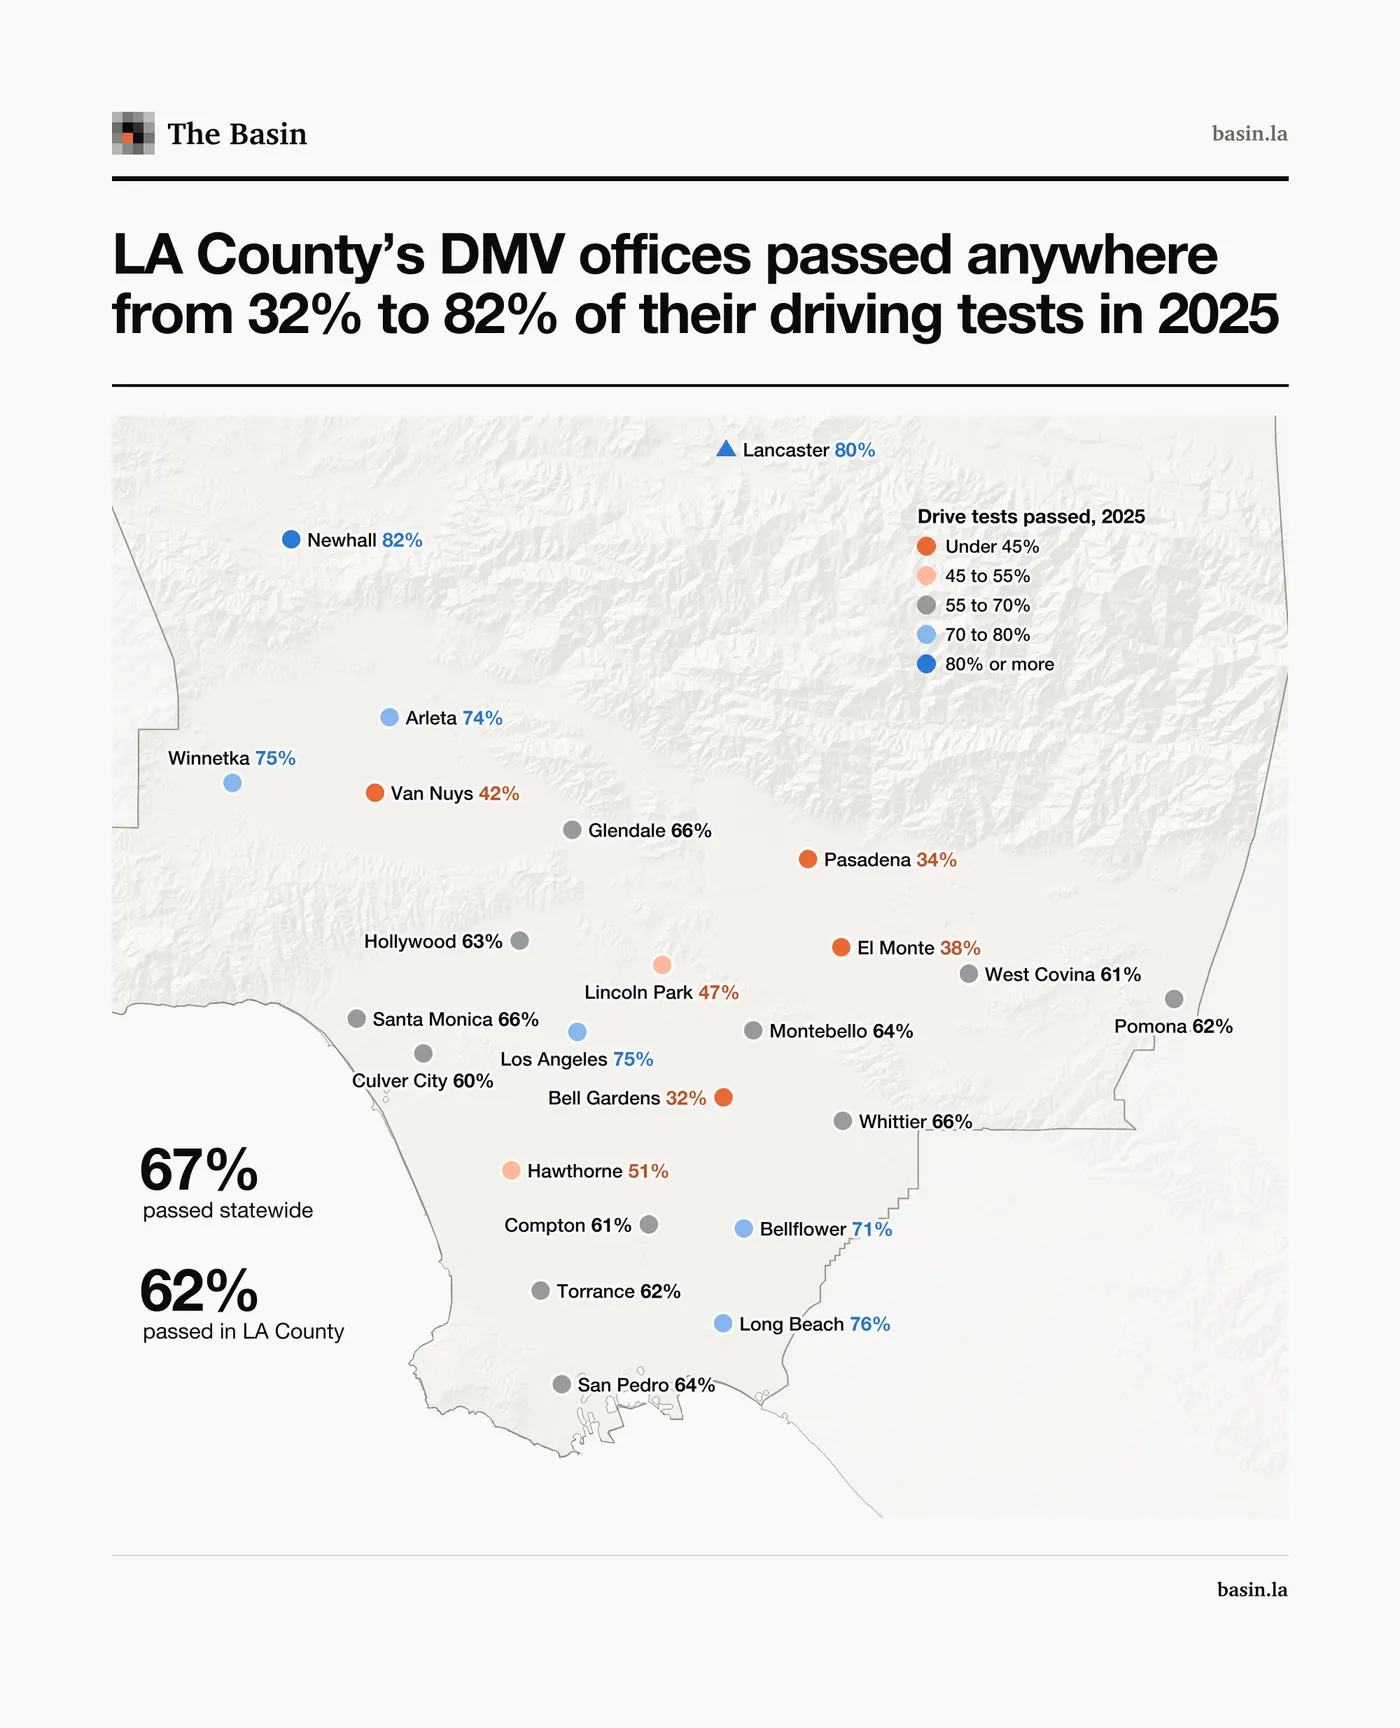 The Basin
basin.la
LA County’s DMV offices passed anywhere
from 32% to 82% of their driving tests in 2025
Lancaster 80%
Drive tests passed, 2025
Under 45%
45 to 55%
55 to 70%
70 to 80%
80% or more
Newhall 82%
Arleta 74%
Winnetka 75%
Van Nuys 42%
Glendale 66%
Pasadena 34%
Hollywood 63%
El Monte 38%
West Covina 61%
Lincoln Park 47%
Pomona 62%
Santa Monica 66%
Montebello 64%
Los Angeles 75%
Culver City 60%
Bell Gardens 32%
Whittier 66%
67%
passed statewide
Hawthorne 51%
Compton 61%
Bellflower 71%
62%
passed in LA County
Torrance 62%
Long Beach 76%
San Pedro 64%
basin.la